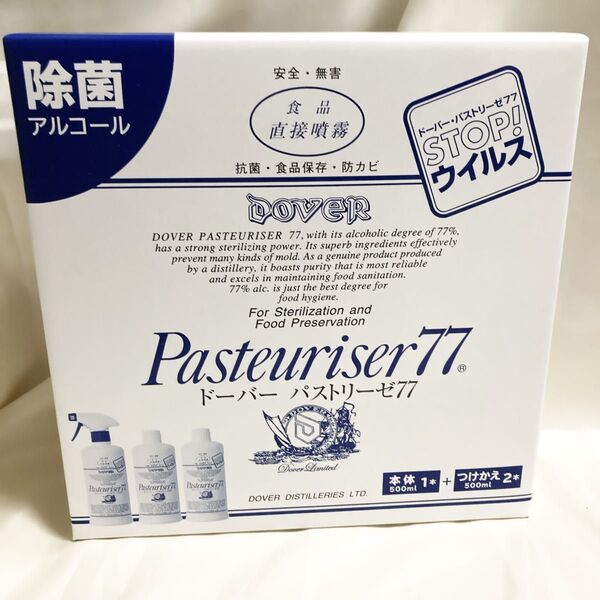 除菌
アルコール
安全・無害
食品
直接噴霧
抗菌・食品保存・防カビ
ドーバー・パストリーゼ77
STOP!
ウイルス
DOVER
DOVER PASTEURISER 77, with its alcoholic degree of 77%,
has a strong sterilizing power. Its superb ingredients effectively
prevent many kinds of mold. As a genuine product produced
by a distillery, it boasts purity that is most reliable
and excels in maintaining food sanitation.
77% alc. is just the best degree for
food hygiene.
For Sterilization and
Food Preservation
Pasteuriser77®
ドーバー パストリーゼ77
DOVER
Dover Limited
DOVER DISTILLERIES LTD.
本体 500ml 1本 + つけかえ 500ml 2本
Pasteuriser77
Pasteuriser77
Pasteuriser77